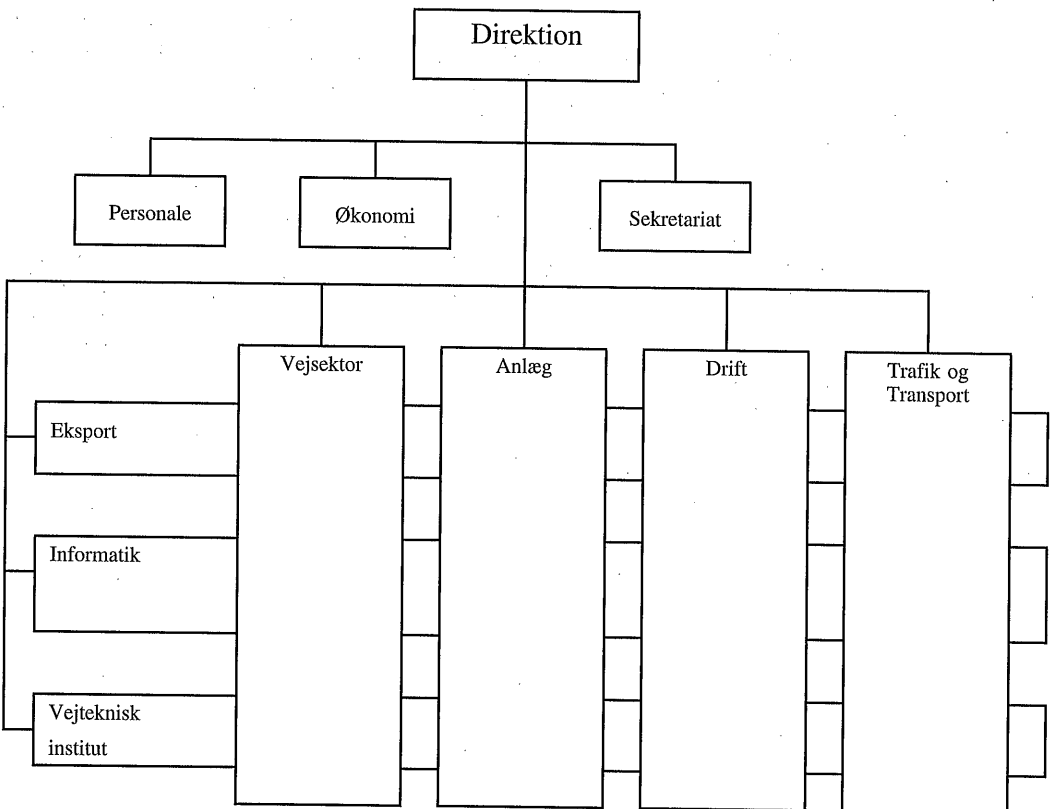 Direktion
Personale
Økonomi
Sekretariat
Vejsektor
Anlæg
Drift
Trafik og
Transport
Eksport
Informatik
Vejteknisk
institut